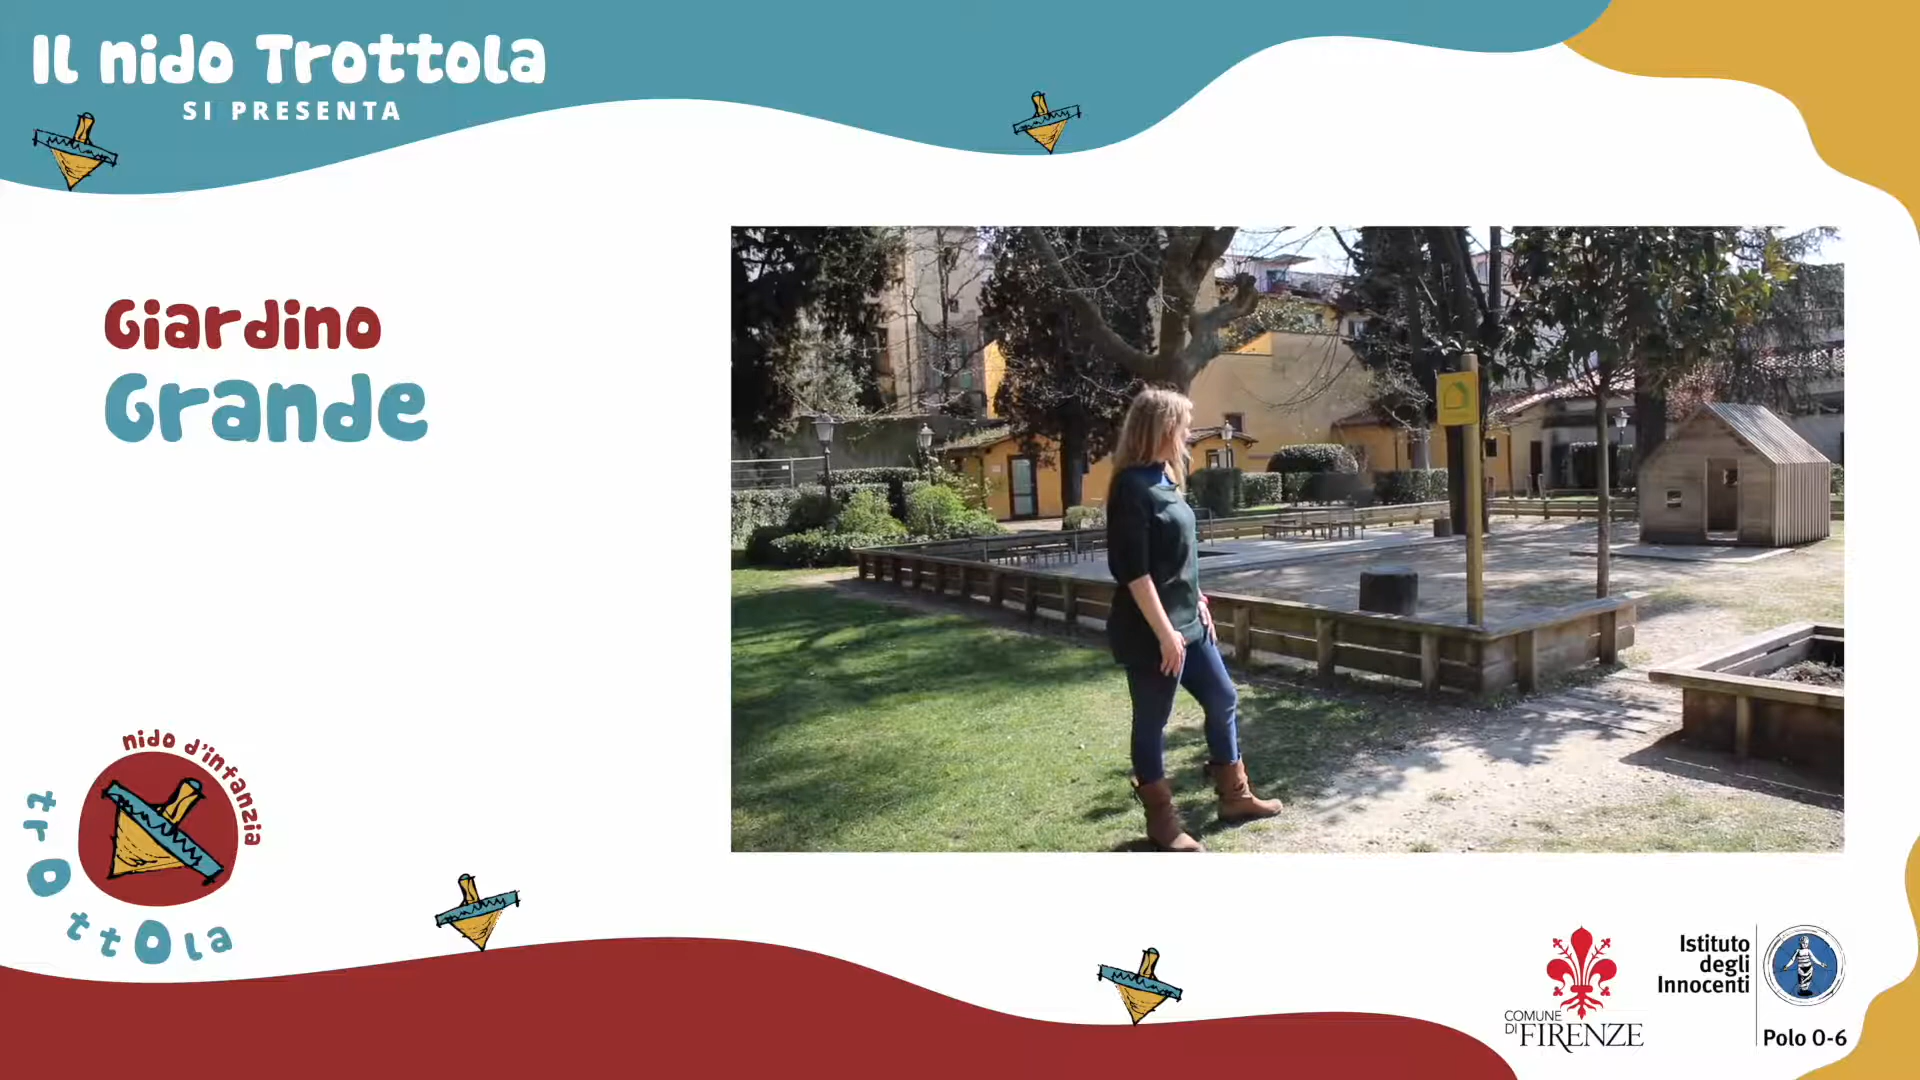 Il nido Trottola
SI PRESENTA
Giardino
Grande
nido d'infanzia
trOttOla
COMUNE
DI FIRENZE
Istituto
degli
Innocenti
Polo 0-6